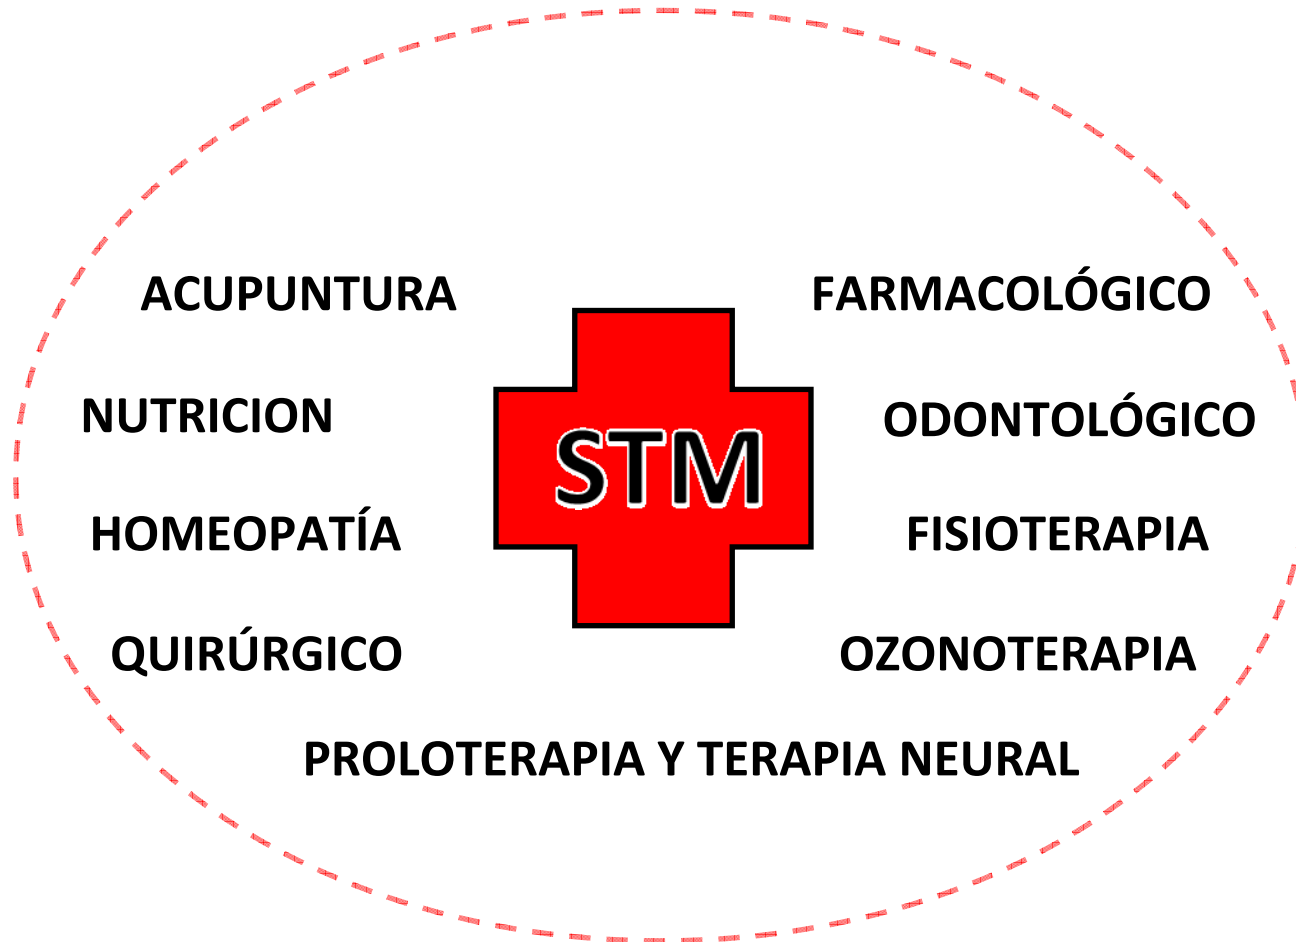 ACUPUNTURA
FARMACOLÓGICO
NUTRICION
ODONTOLÓGICO
STM
HOMEOPATÍA
FISIOTERAPIA
QUIRÚRGICO
OZONOTERAPIA
PROLOTERAPIA Y TERAPIA NEURAL